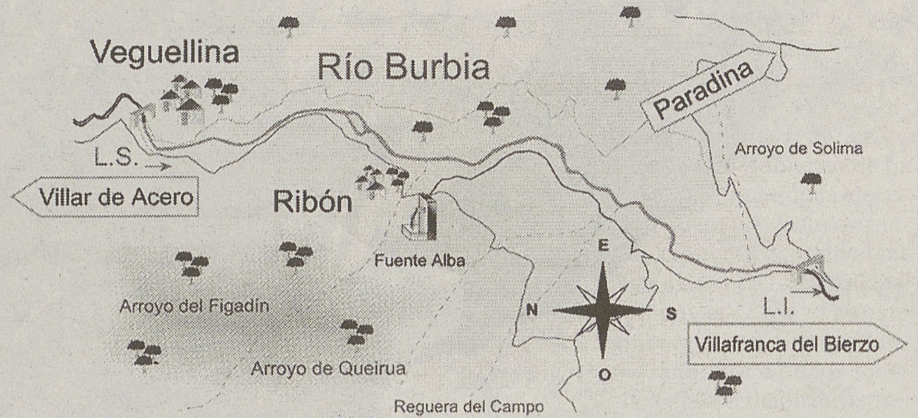 Veguellina
Río Burbia
Paradina
Arroyo de Solima
L.S.
Villar de Acero
Ribón
Fuente Alba
E
N
S
O
Arroyo del Figadín
L.I.
Villafranca del Bierzo
Arroyo de Queirua
Reguera del Campo